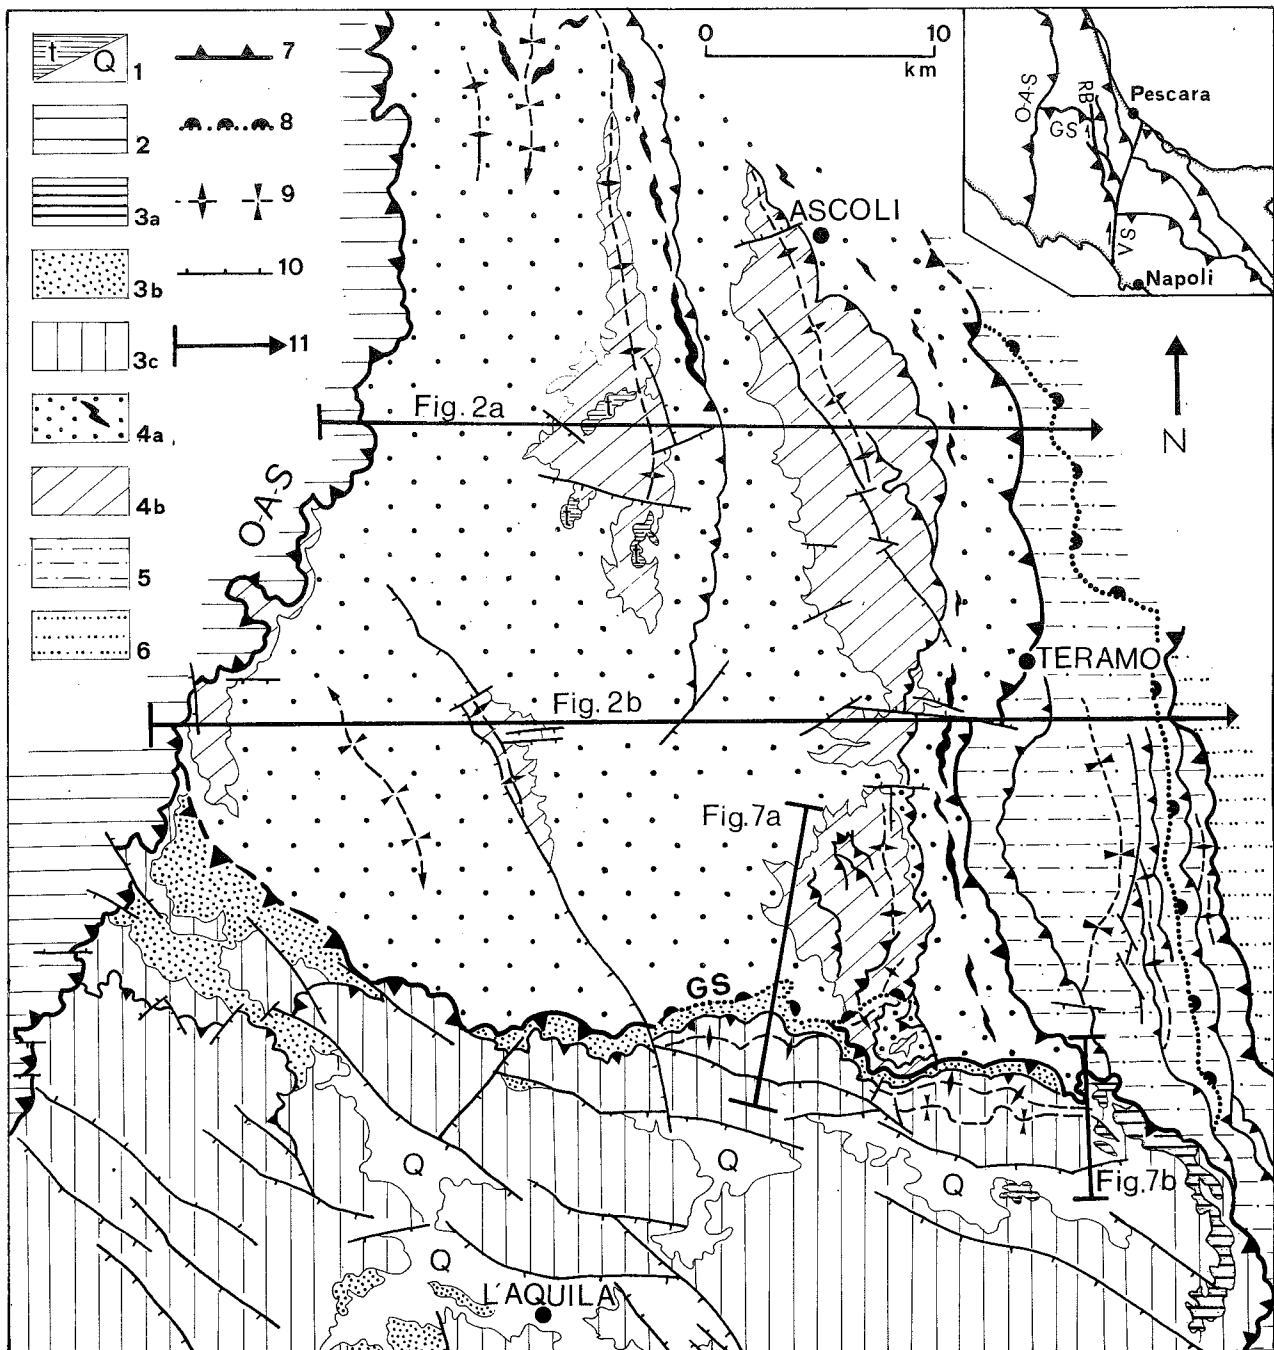 t Q 1
2
3a
3b
3c
4a
4b
5
6
7
8
9
10
11
0 10
km
O-A-S
RB
Pescara
GS
VS
Napoli
ASCOLI
N
Fig. 2a
O-A-S
t
t
t
TERAMO
Fig. 2b
Fig.7a
GS
Q
Q
Q
Fig.7b
Q
L'AQUILA